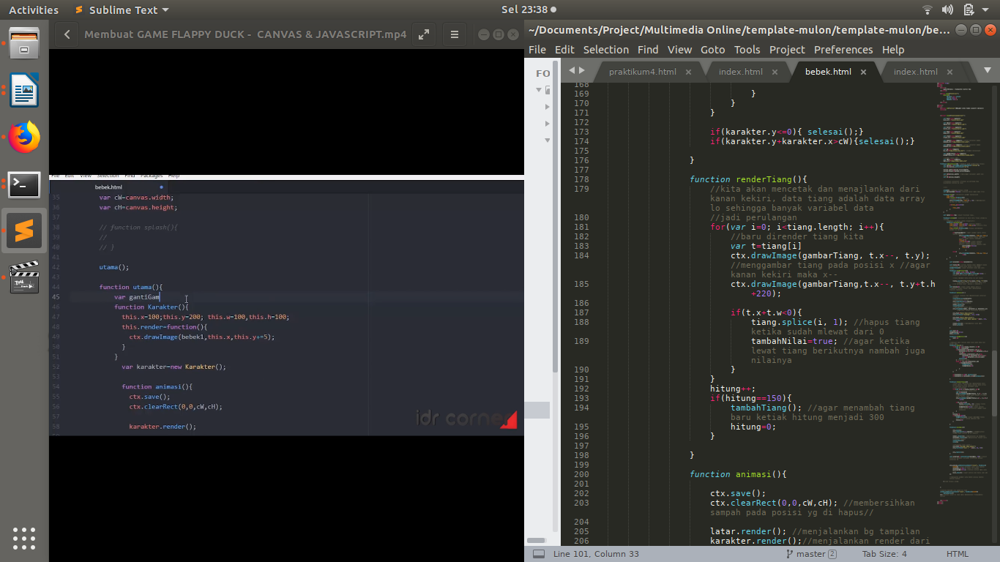 Activities
Sublime Text
Sel 23:38
Membuat GAME FLAPPY DUCK - CANVAS & JAVASCRIPT.mp4
~/Documents/Project/Multimedia Online/template-mulon/template-mulon/be...
File Edit Selection Find View Goto Tools Project Preferences Help
FO
praktikum4.html
index.html
bebek.html
index.html
File Edit View Selection Find Packages Help
bebek.html
35 var cW=canvas.width;
36 var cH=canvas.height;
37
38 // function splash(){
39 //
40 // }
41
42 utama();
43
44 function utama(){
45 var gantiGam
46 function Karakter(){
47 this.x=100;this.y=200; this.w=100,this.h=100;
48 this.render=function(){
49 ctx.drawImage(bebek1,this.x,this.y+=5);
50 }
51 }
52 var karakter=new Karakter();
53
54 function animasi(){
55 ctx.save();
56 ctx.clearRect(0,0,cW,cH);
57
58 karakter.render();
idr corner
168
169 }
170 }
171 }
172
173 if(karakter.y<=0){ selesai();}
174 if(karakter.y+karakter.x>cW){selesai();}
175
176 }
177
178 function renderTiang(){
179 //kita akan mencetak dan menajlankan dari
kanan kekiri, data tiang adalah data array
lo sehingga banyak variabel data
180 //jadi perulangan
181 for(var i=0; i<tiang.length; i++){
182 //baru dirender tiang kita
183 var t=tiang[i]
184 ctx.drawImage(gambarTiang, t.x--, t.y);
//menggambar tiang pada posisi x //agar
kanan kekiri maka x--
185 ctx.drawImage(gambarTiang,t.x--, t.y+t.h
+220);
186
187 if(t.x+t.w<0){
188 tiang.splice(i, 1); //hapus tiang
ketika sudah mlewat dari 0
189 tambahNilai=true; //agar ketika
lewat tiang berikutnya nambah juga
nilainya
190 }
191 }
192 hitung++;
193 if(hitung==150){
194 tambahTiang(); //agar menambah tiang
baru ketiak hitung menjadi 300
195 hitung=0;
196 }
197
198 }
199
200 function animasi(){
201
202 ctx.save();
203 ctx.clearRect(0,0,cW,cH); //membersihkan
sampah pada posisi yg di hapus//
204
205 latar.render(); //menjalankan bg tampilan
206 karakter.render();//menjalankan render dari
Line 101, Column 33
master 2
Tab Size: 4
HTML